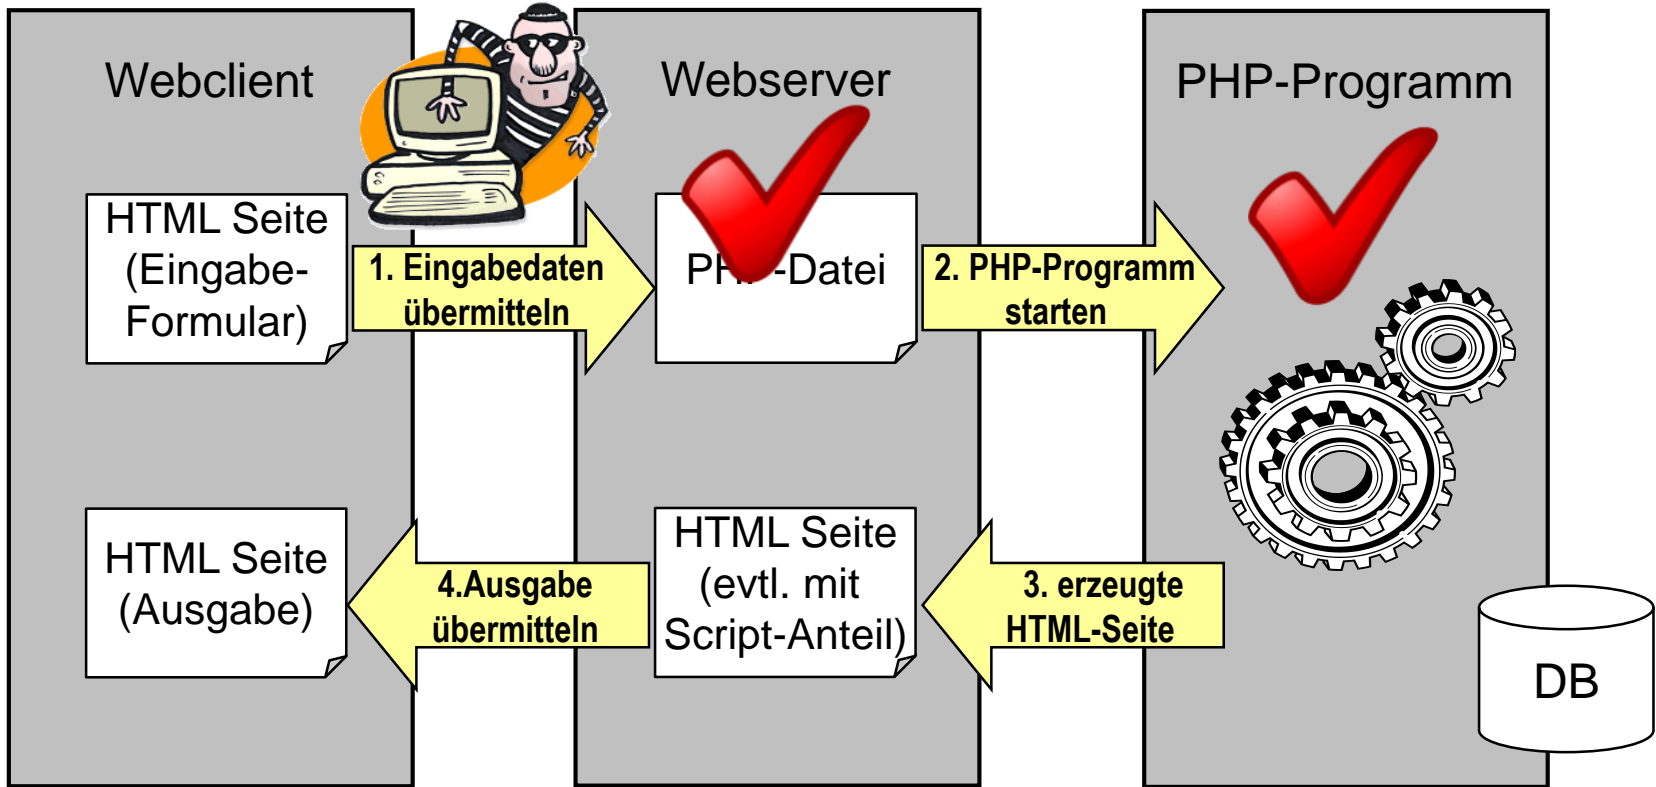 Webclient
Webserver
PHP-Programm
HTML Seite
(Eingabe-
Formular)
1. Eingabedaten
übermitteln
PHP-Datei
2. PHP-Programm
starten
HTML Seite
(Ausgabe)
4.Ausgabe
übermitteln
HTML Seite
(evtl. mit
Script-Anteil)
3. erzeugte
HTML-Seite
DB